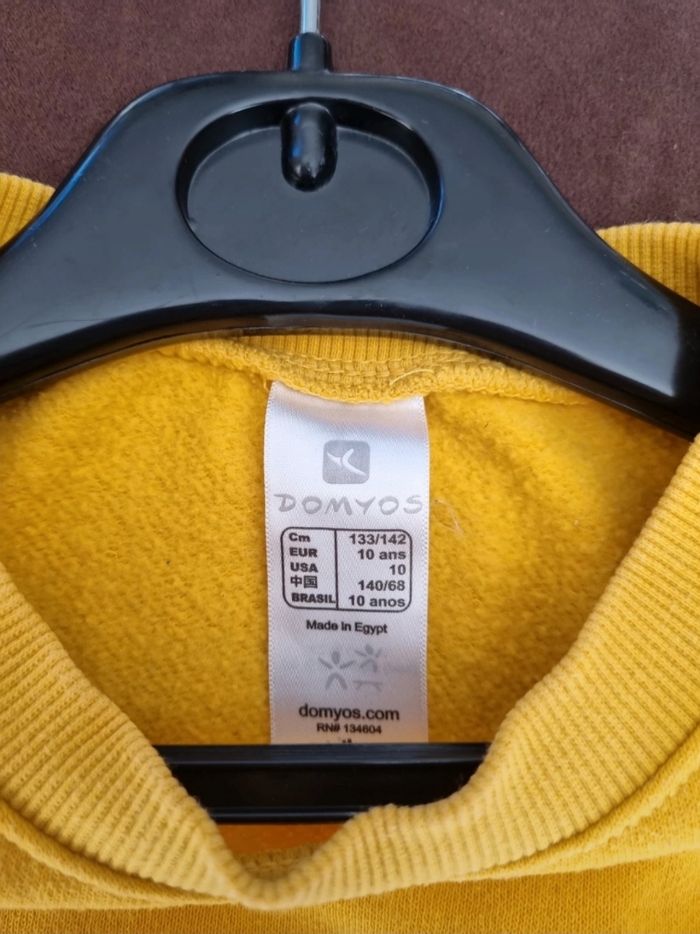 DOMYOS
Cm 133/142
EUR 10 ans
USA 10
中国 140/68
BRASIL 10 anos
Made in Egypt
domyos.com
RN# 134604